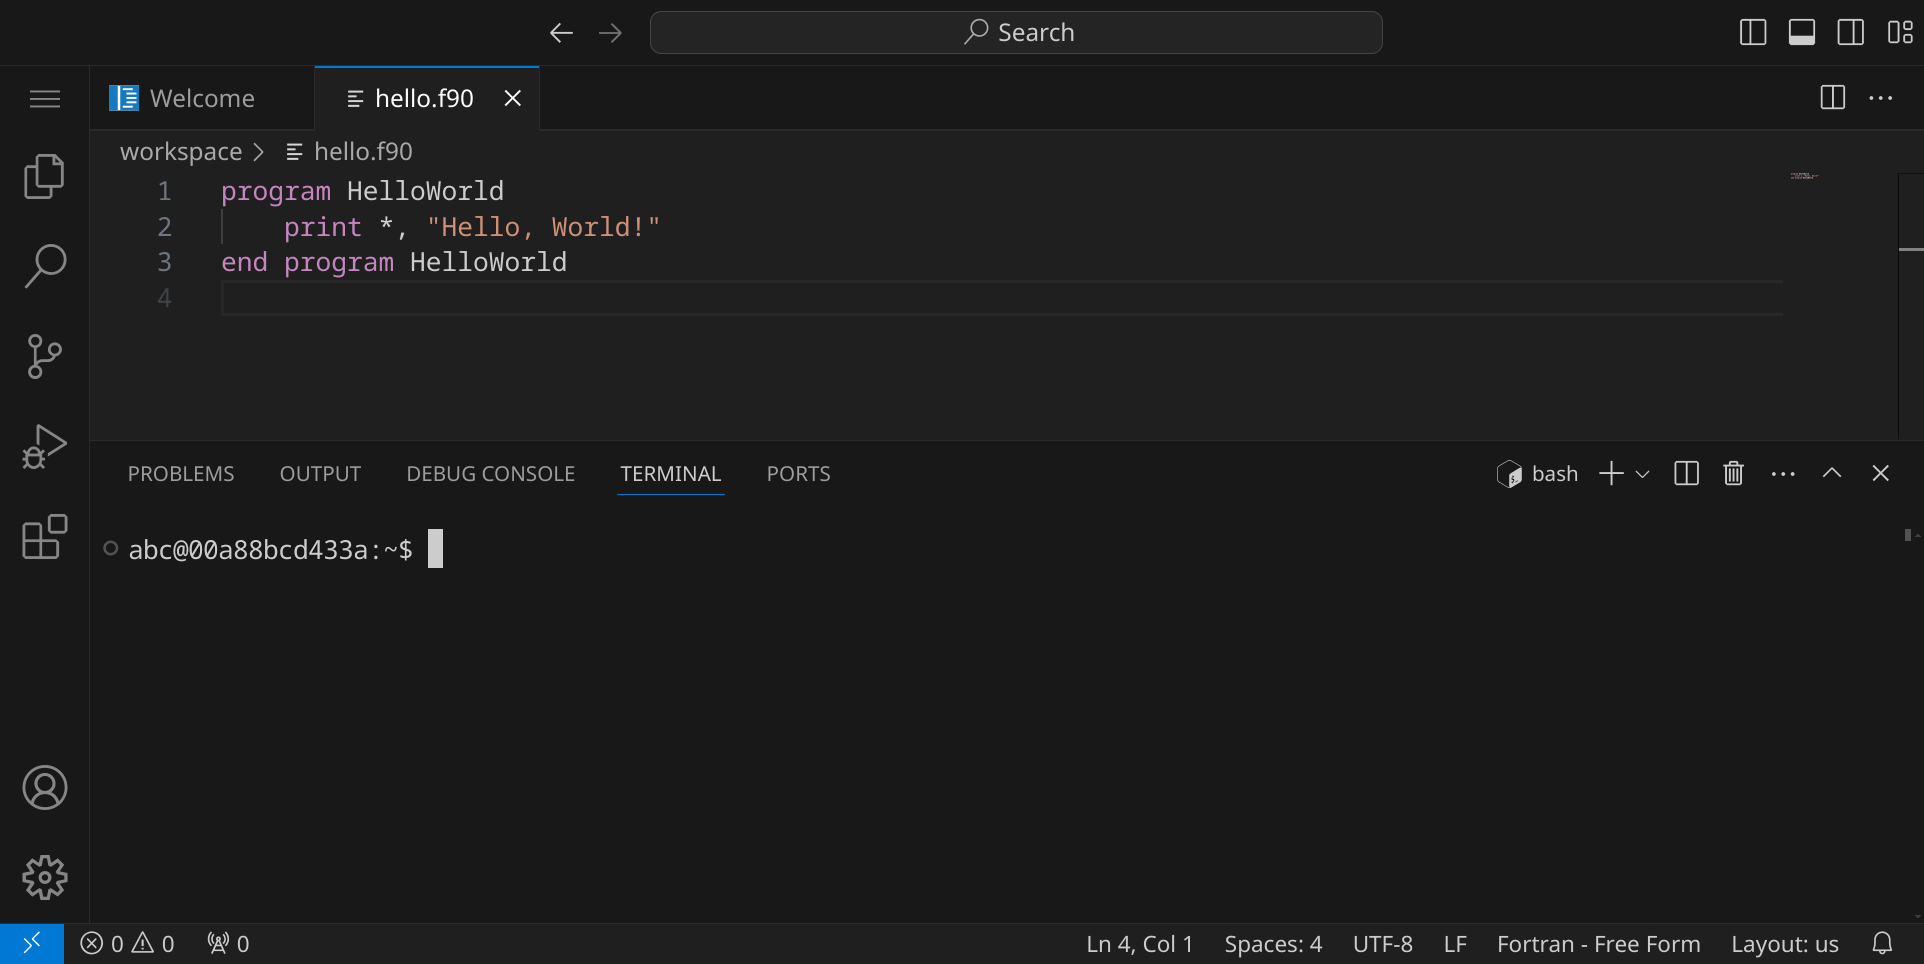 Search
Welcome
hello.f90
workspace > hello.f90
1 program HelloWorld
2     print *, "Hello, World!"
3 end program HelloWorld
4
PROBLEMS OUTPUT DEBUG CONSOLE TERMINAL PORTS bash
abc@00a88bcd433a:~$
0 0 0 Ln 4, Col 1 Spaces: 4 UTF-8 LF Fortran - Free Form Layout: us